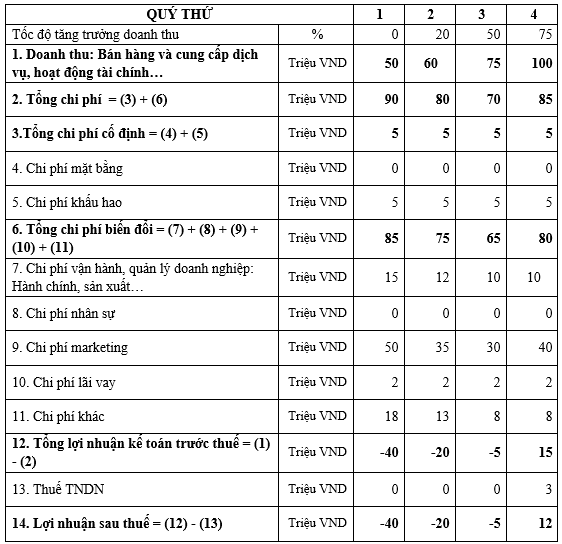 QUÝ THỨ 1 2 3 4
Tốc độ tăng trưởng doanh thu % 0 20 50 75
1. Doanh thu: Bán hàng và cung cấp dịch
vụ, hoạt động tài chính… Triệu VND 50 60 75 100
2. Tổng chi phí = (3) + (6) Triệu VND 90 80 70 85
3.Tổng chi phí cố định = (4) + (5) Triệu VND 5 5 5 5
4. Chi phí mặt bằng Triệu VND 0 0 0 0
5. Chi phí khấu hao Triệu VND 5 5 5 5
6. Tổng chi phí biến đổi = (7) + (8) + (9) +
(10) + (11) Triệu VND 85 75 65 80
7. Chi phí vận hành, quản lý doanh nghiệp:
Hành chính, sản xuất… Triệu VND 15 12 10 10
8. Chi phí nhân sự Triệu VND 0 0 0 0
9. Chi phí marketing Triệu VND 50 35 30 40
10. Chi phí lãi vay Triệu VND 2 2 2 2
11. Chi phí khác Triệu VND 18 13 8 8
12. Tổng lợi nhuận kế toán trước thuế = (1)
- (2) Triệu VND -40 -20 -5 15
13. Thuế TNDN Triệu VND 0 0 0 3
14. Lợi nhuận sau thuế = (12) - (13) Triệu VND -40 -20 -5 12